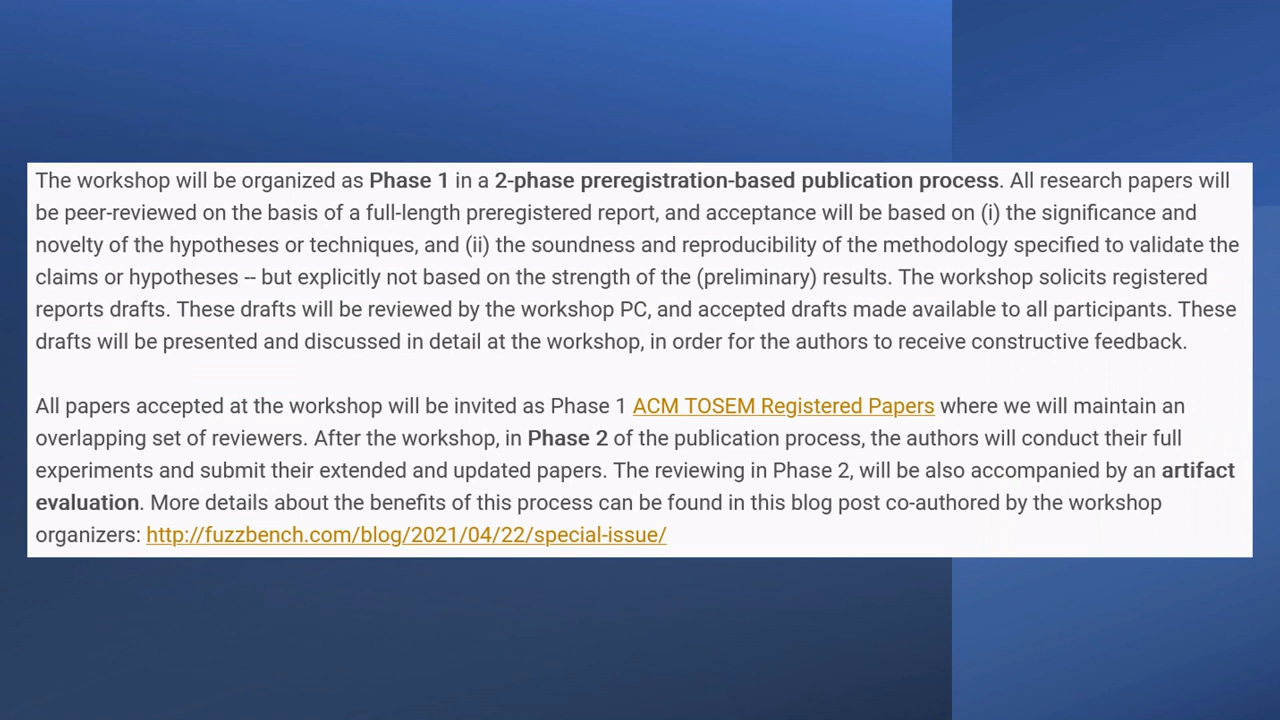 The workshop will be organized as Phase 1 in a 2-phase preregistration-based publication process. All research papers will
be peer-reviewed on the basis of a full-length preregistered report, and acceptance will be based on (i) the significance and
novelty of the hypotheses or techniques, and (ii) the soundness and reproducibility of the methodology specified to validate the
claims or hypotheses -- but explicitly not based on the strength of the (preliminary) results. The workshop solicits registered
reports drafts. These drafts will be reviewed by the workshop PC, and accepted drafts made available to all participants. These
drafts will be presented and discussed in detail at the workshop, in order for the authors to receive constructive feedback.
All papers accepted at the workshop will be invited as Phase 1 ACM TOSEM Registered Papers where we will maintain an
overlapping set of reviewers. After the workshop, in Phase 2 of the publication process, the authors will conduct their full
experiments and submit their extended and updated papers. The reviewing in Phase 2, will be also accompanied by an artifact
evaluation. More details about the benefits of this process can be found in this blog post co-authored by the workshop
organizers: http://fuzzbench.com/blog/2021/04/22/special-issue/